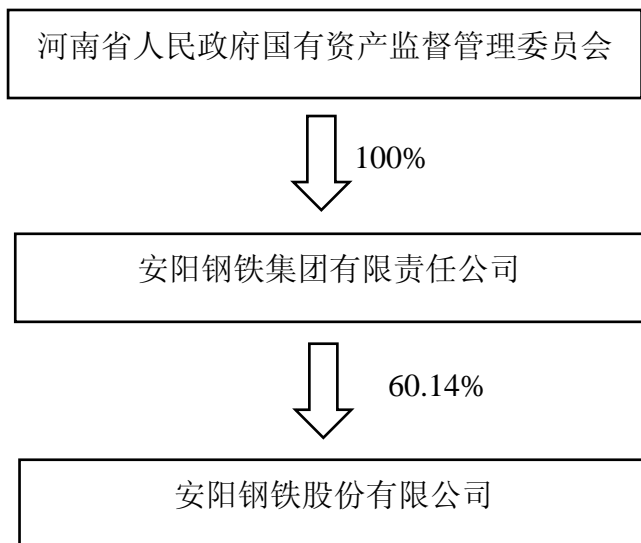 河南省人民政府国有资产监督管理委员会
100%
安阳钢铁集团有限责任公司
60.14%
安阳钢铁股份有限公司